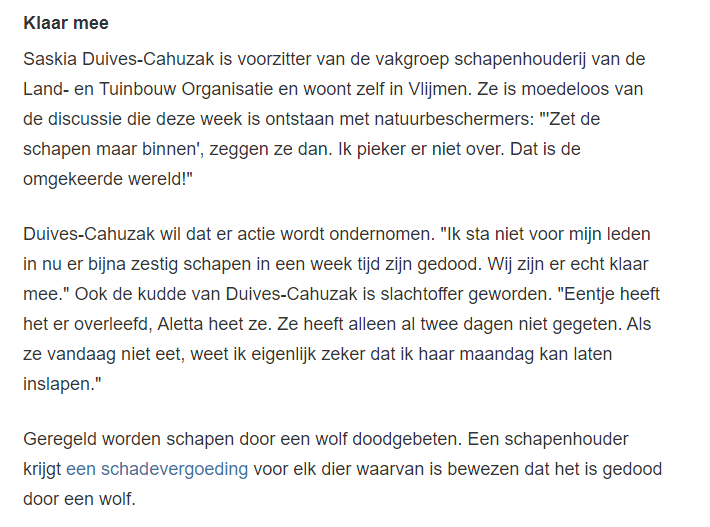 Klaar mee
Saskia Duives-Cahuzak is voorzitter van de vakgroep schapenhouderij van de
Land- en Tuinbouw Organisatie en woont zelf in Vlijmen. Ze is moedeloos van
de discussie die deze week is ontstaan met natuurbeschermers: "'Zet de
schapen maar binnen', zeggen ze dan. Ik pieker er niet over. Dat is de
omgekeerde wereld!"
Duives-Cahuzak wil dat er actie wordt ondernomen. "Ik sta niet voor mijn leden
in nu er bijna zestig schapen in een week tijd zijn gedood. Wij zijn er echt klaar
mee." Ook de kudde van Duives-Cahuzak is slachtoffer geworden. "Eentje heeft
het er overleefd, Aletta heet ze. Ze heeft alleen al twee dagen niet gegeten. Als
ze vandaag niet eet, weet ik eigenlijk zeker dat ik haar maandag kan laten
inslapen."
Geregeld worden schapen door een wolf doodgebeten. Een schapenhouder
krijgt een schadevergoeding voor elk dier waarvan is bewezen dat het is gedood
door een wolf.